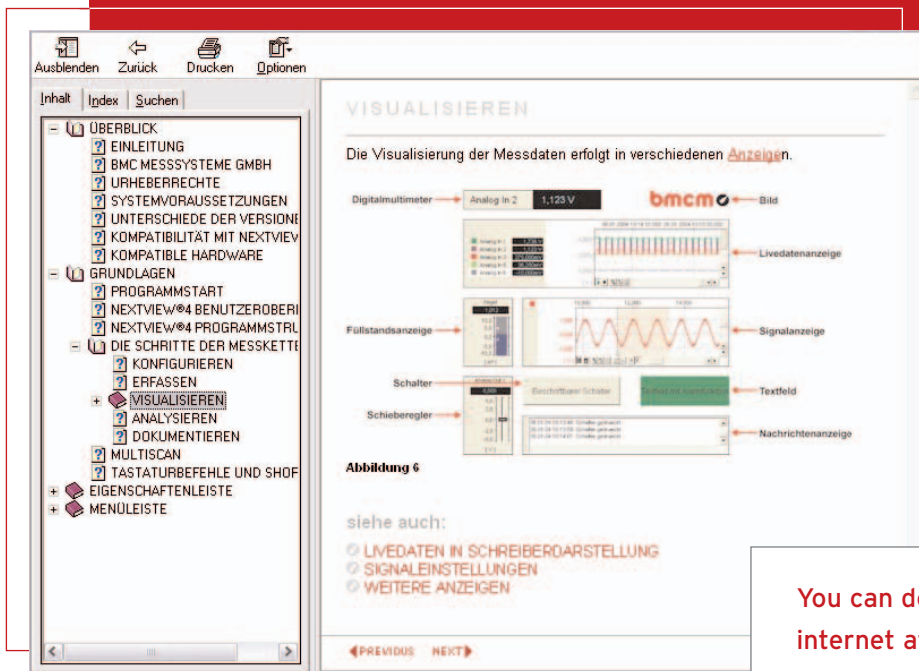 Ausblenden Zurück Drucken Optionen
Inhalt Index Suchen
ÜBERBLICK
EINLEITUNG
BMC MESSSYSTEME GMBH
URHEBERRECHTE
SYSTEMVORAUSSETZUNGEN
UNTERSCHIEDE DER VERSIONE
KOMPATIBILITÄT MIT NEXTVIEW
KOMPATIBLE HARDWARE
GRUNDLAGEN
PROGRAMMSTART
NEXTVIEW®4 BENUTZEROBERI
NEXTVIEW®4 PROGRAMMSTRU
DIE SCHRITTE DER MESSKETTE
KONFIGURIEREN
ERFASSEN
VISUALISIEREN
ANALYSIEREN
DOKUMENTIEREN
MULTISCAN
TASTATURBEFEHLE UND SHOF
EIGENSCHAFTENLEISTE
MENÜLEISTE
VISUALISIEREN
Die Visualisierung der Messdaten erfolgt in verschiedenen Anzeigen.
Digitalmultimeter Analog In 2 1,123 V bmcm Bild
Livedatenanzeige
Füllstandsanzeige Signalanzeige
Schalter Textfeld
Schieberegler
Nachrichtenanzeige
Abbildung 6
siehe auch:
LIVEDATEN IN SCHREIBERDARSTELLUNG
SIGNALEINSTELLUNGEN
WEITERE ANZEIGEN
PREVIOUS NEXT
You can do
internet a